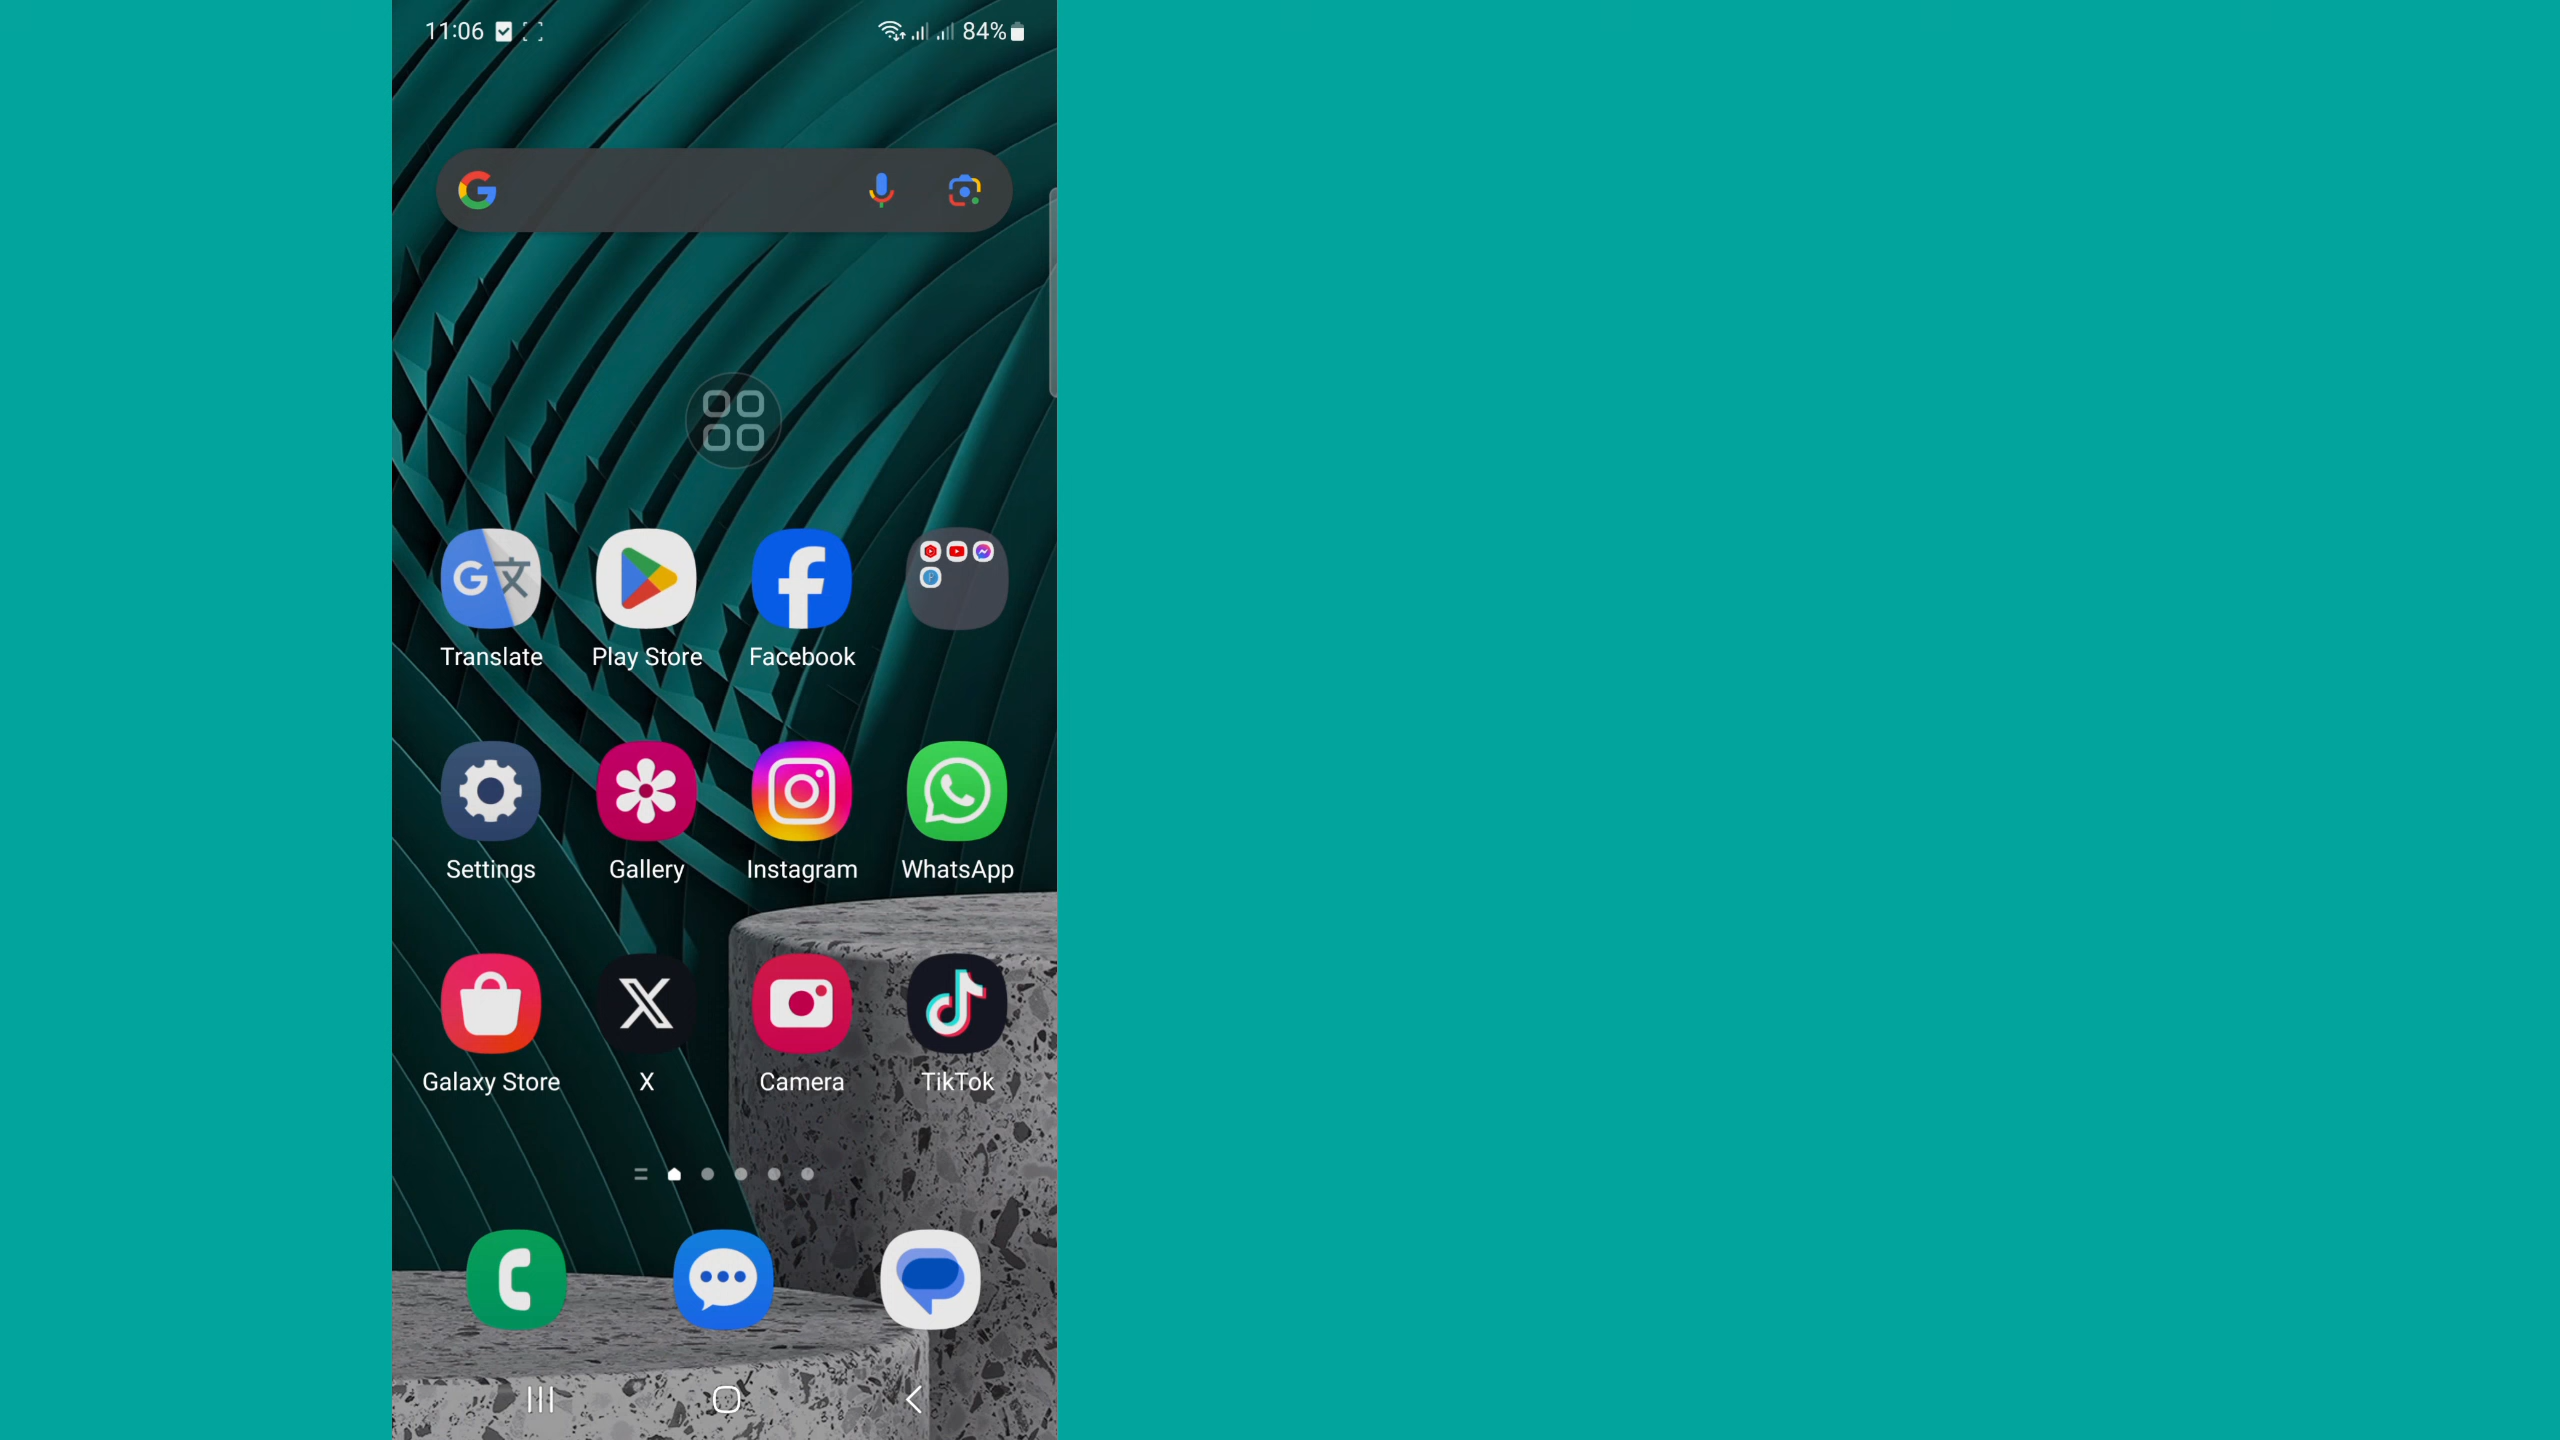 11:06 84%
Translate Play Store Facebook
Settings Gallery Instagram WhatsApp
Galaxy Store X Camera TikTok